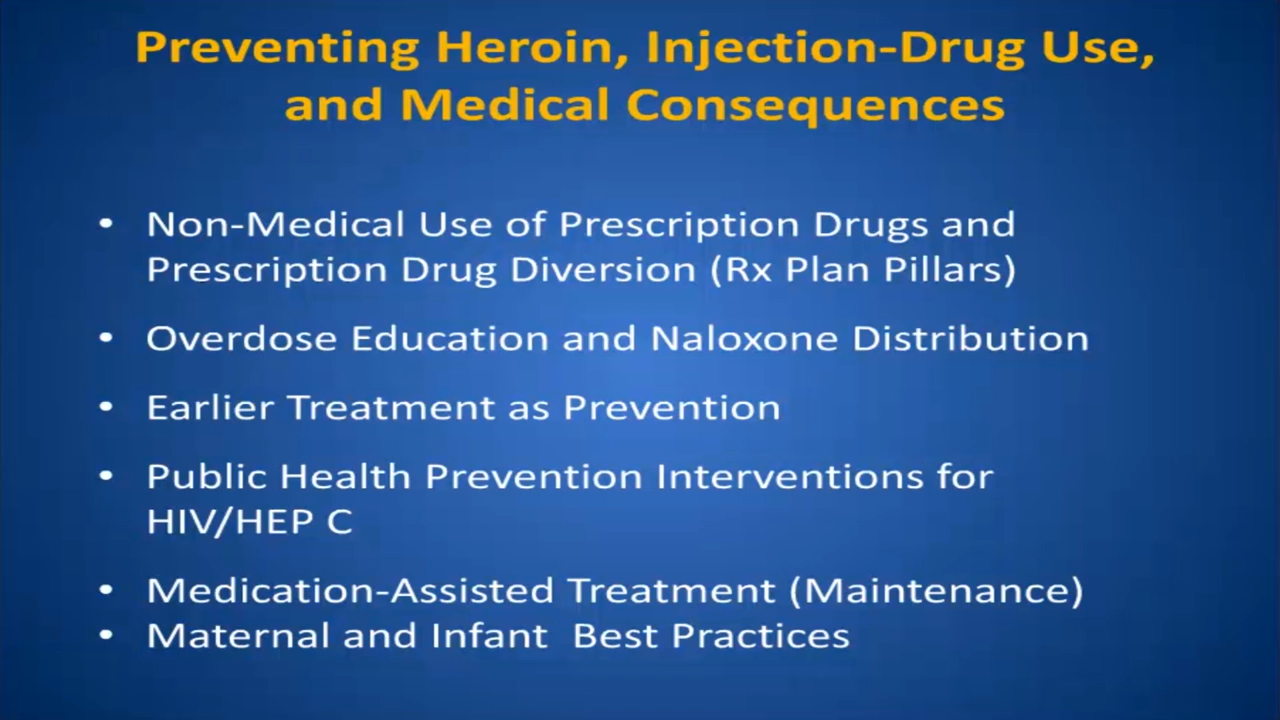 Preventing Heroin, Injection-Drug Use,
and Medical Consequences
• Non-Medical Use of Prescription Drugs and
Prescription Drug Diversion (Rx Plan Pillars)
• Overdose Education and Naloxone Distribution
• Earlier Treatment as Prevention
• Public Health Prevention Interventions for
HIV/HEP C
• Medication-Assisted Treatment (Maintenance)
• Maternal and Infant  Best Practices